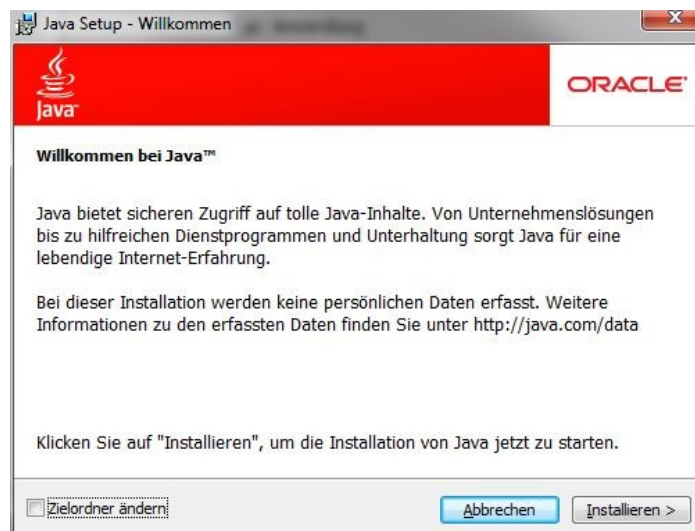 Java Setup - Willkommen
Java
ORACLE
Willkommen bei Java™
Java bietet sicheren Zugriff auf tolle Java-Inhalte. Von Unternehmenslösungen
bis zu hilfreichen Dienstprogrammen und Unterhaltung sorgt Java für eine
lebendige Internet-Erfahrung.
Bei dieser Installation werden keine persönlichen Daten erfasst. Weitere
Informationen zu den erfassten Daten finden Sie unter http://java.com/data
Klicken Sie auf "Installieren", um die Installation von Java jetzt zu starten.
Zielordner ändern
Abbrechen
Installieren >